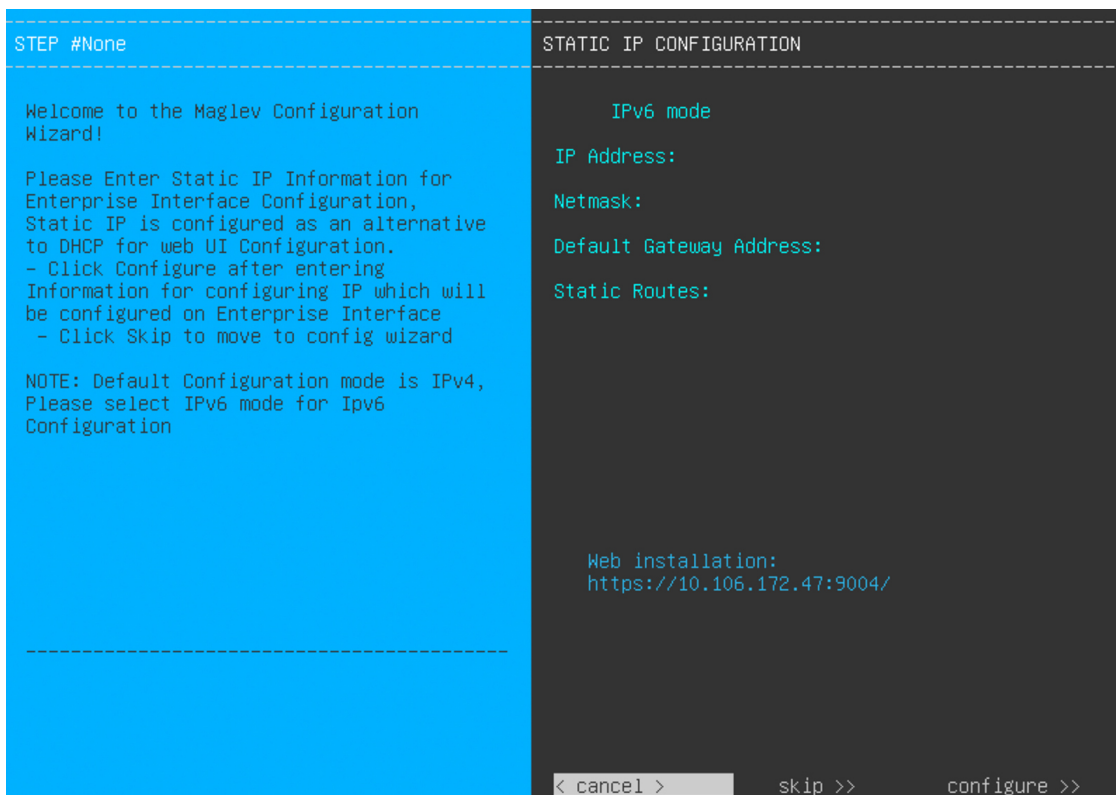 STEP #None
Welcome to the Maglev Configuration
Wizard!
Please Enter Static IP Information for
Enterprise Interface Configuration,
Static IP is configured as an alternative
to DHCP for web UI Configuration.
- Click Configure after entering
Information for configuring IP which will
be configured on Enterprise Interface
- Click Skip to move to config wizard
NOTE: Default Configuration mode is IPv4,
Please select IPv6 mode for Ipv6
Configuration
STATIC IP CONFIGURATION
IPv6 mode
IP Address:
Netmask:
Default Gateway Address:
Static Routes:
Web installation:
https://10.106.172.47:9004/
< cancel > skip >> configure >>